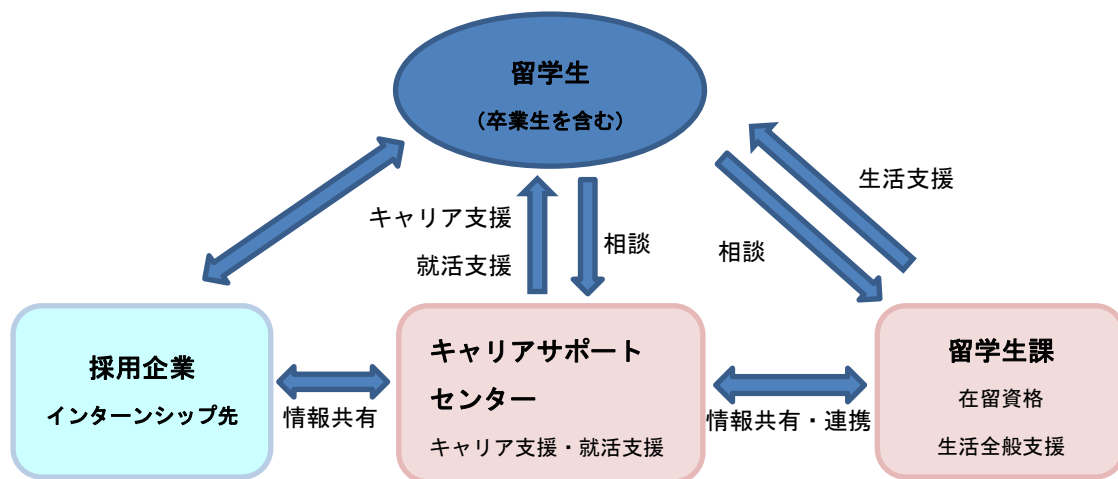 留学生
（卒業生を含む）
生活支援
キャリア支援
就活支援
相談
相談
採用企業
インターンシップ先
情報共有
キャリアサポート
センター
キャリア支援・就活支援
情報共有・連携
留学生課
在留資格
生活全般支援